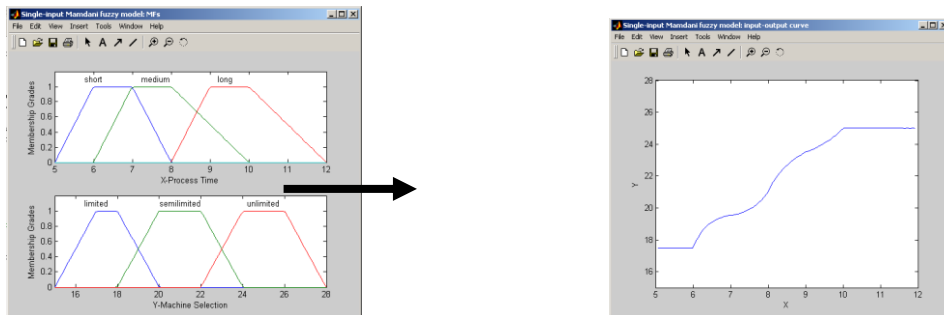 Single-input Mamdani fuzzy model: MFs
File Edit View Insert Tools Window Help
short medium long
1
0.8
0.6
0.4
0.2
0
Membership Grades
5 6 7 8 9 10 11 12
X-Process Time
limited semilimited unlimited
1
0.8
0.6
0.4
0.2
0
Membership Grades
16 18 20 22 24 26 28
Y-Machine Selection
Single-input Mamdani fuzzy model: input-output curve
File Edit View Insert Tools Window Help
28
26
24
22
20
18
16
Y
5 6 7 8 9 10 11 12
X